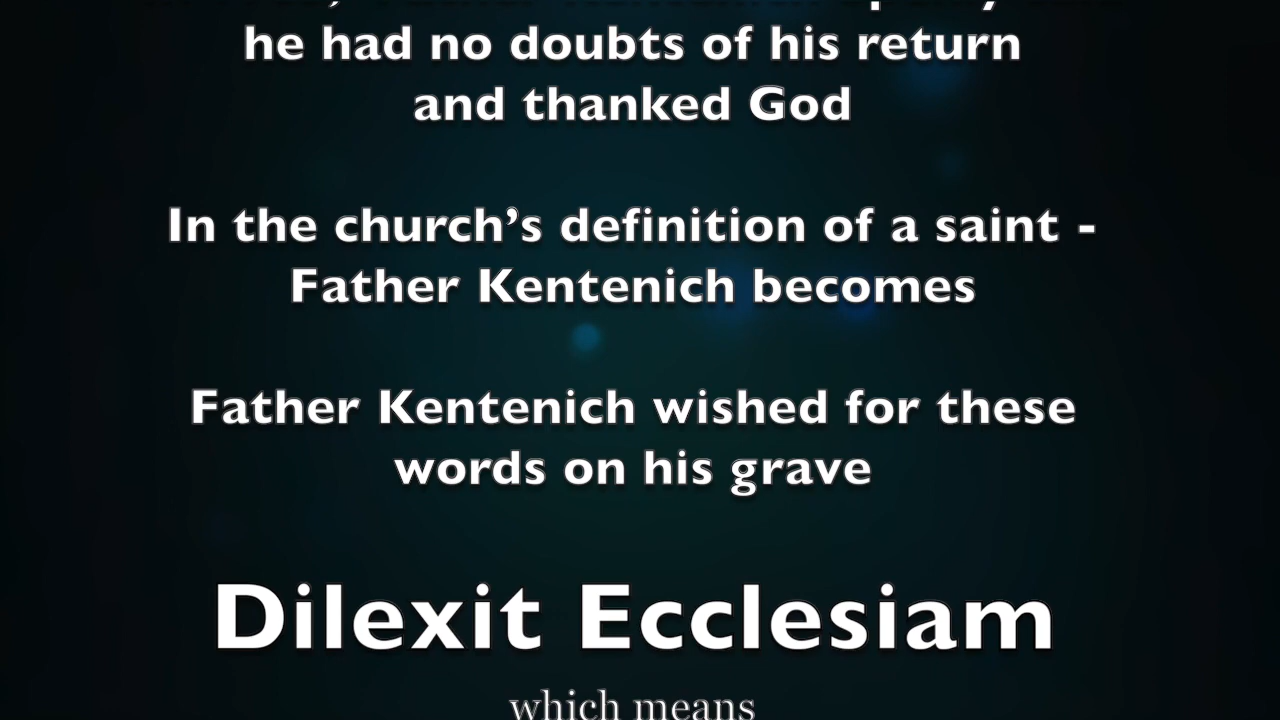 he had no doubts of his return
and thanked God
In the church’s definition of a saint -
Father Kentenich becomes
Father Kentenich wished for these
words on his grave
Dilexit Ecclesiam
which means